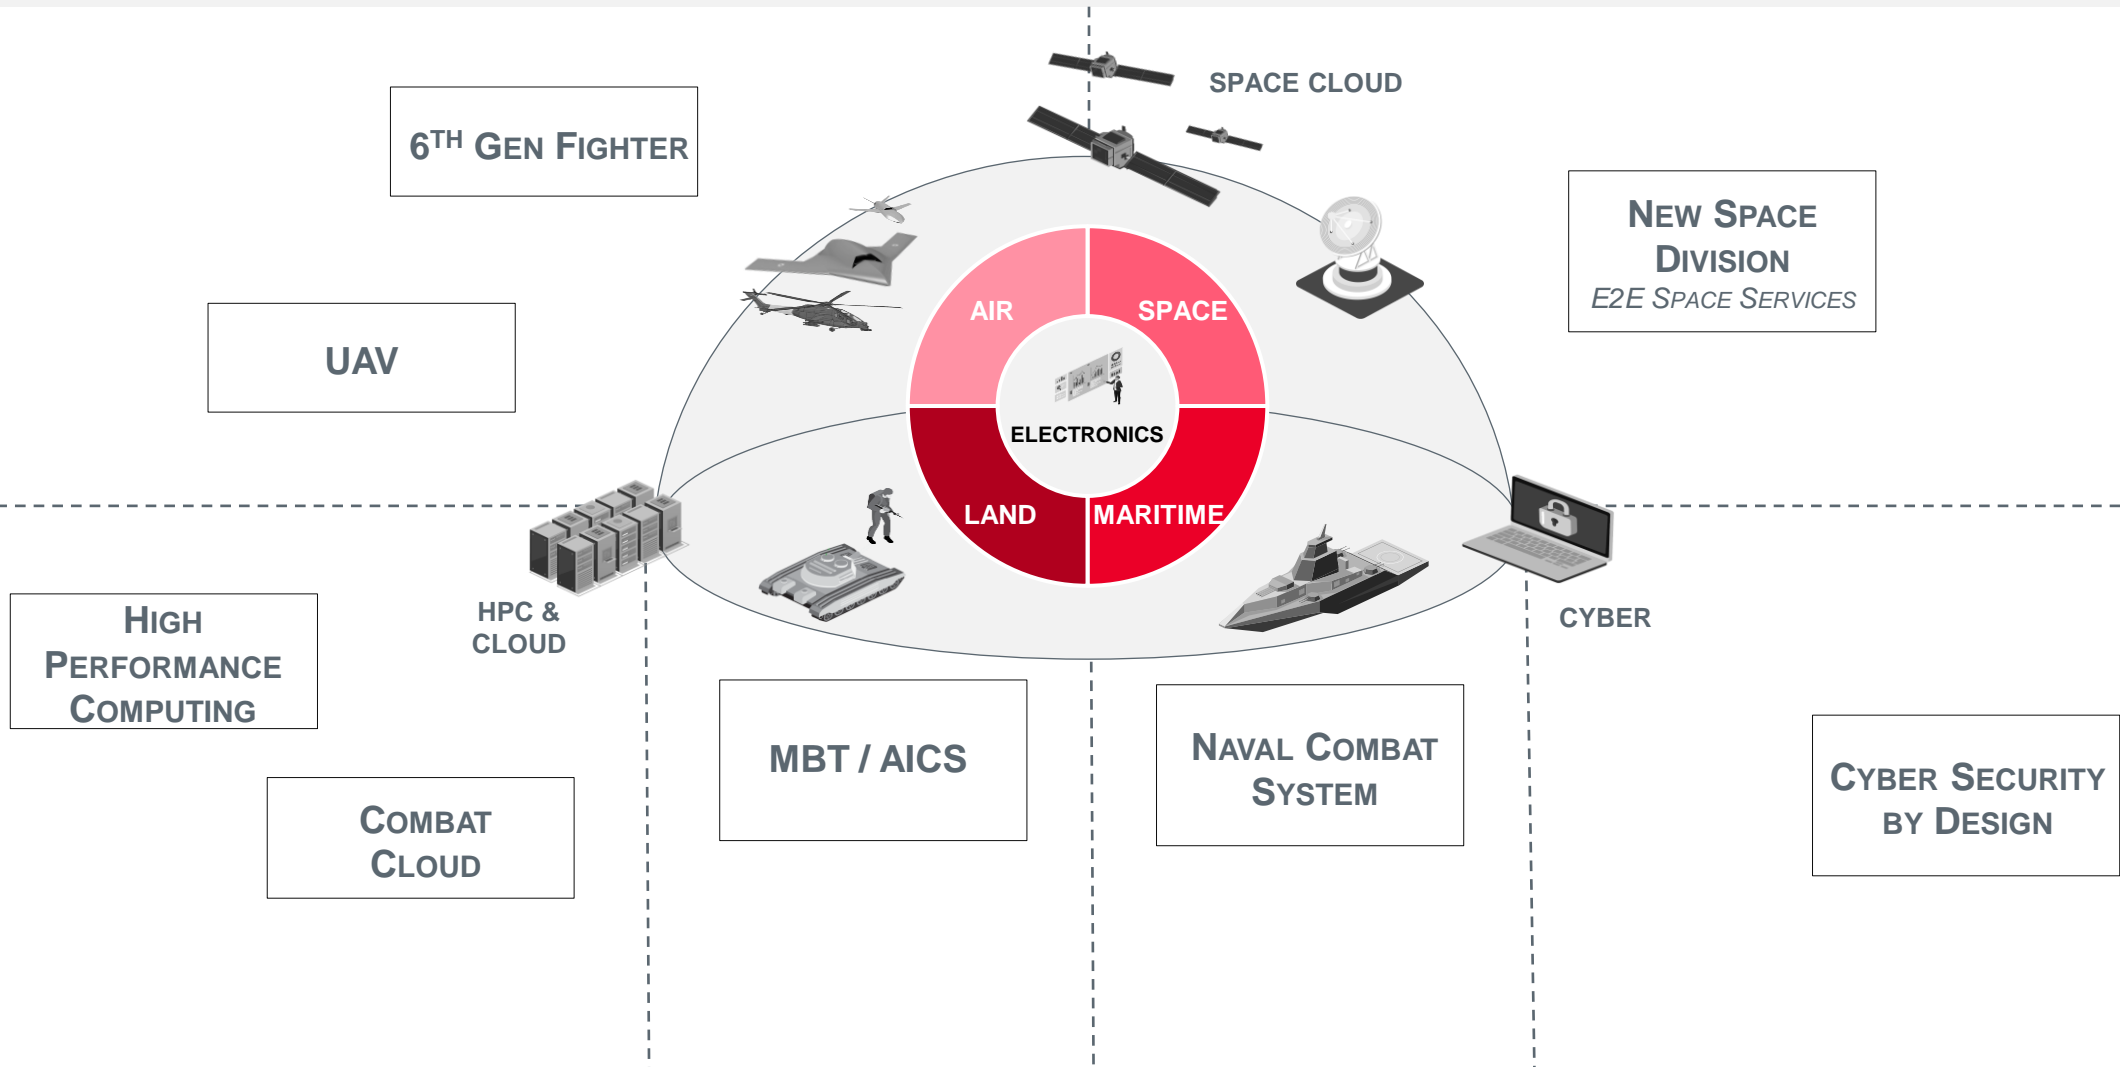 SPACE CLOUD
6TH GEN FIGHTER
NEW SPACE
DIVISION
E2E SPACE SERVICES
AIR
SPACE
UAV
ELECTRONICS
LAND
MARITIME
HPC &
CLOUD
CYBER
HIGH
PERFORMANCE
COMPUTING
MBT / AICS
NAVAL COMBAT
SYSTEM
CYBER SECURITY
BY DESIGN
COMBAT
CLOUD